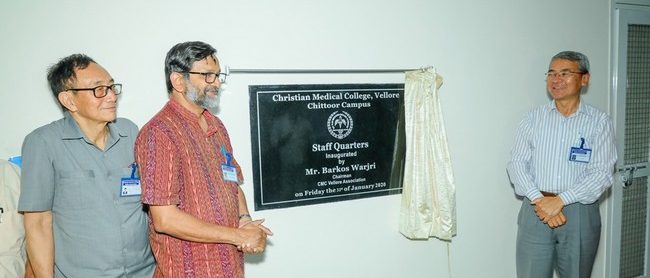 Christian Medical College, Vellore
Chittoor Campus
Staff Quarters
Inaugurated
by
Mr. Barkos Warjri
Chairman
CMC Vellore Association
on Friday the 31st of January 2020